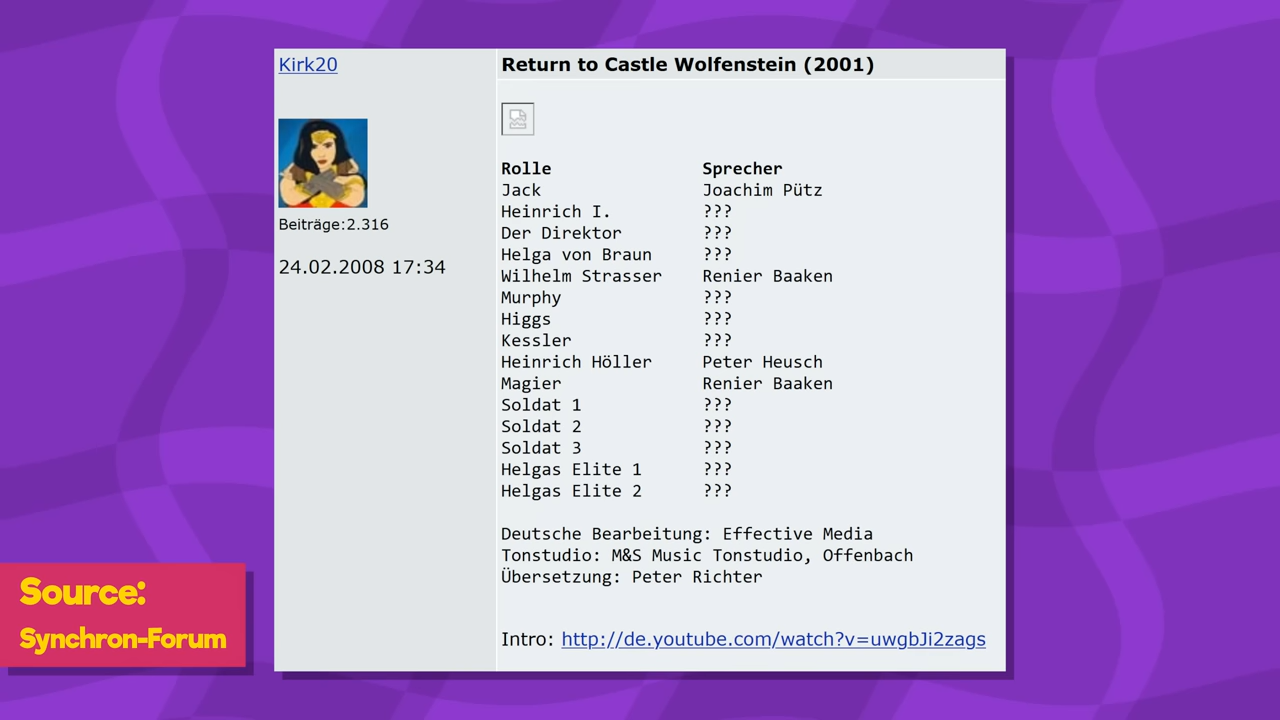 Kirk20
Beiträge:2.316
24.02.2008 17:34
Return to Castle Wolfenstein (2001)
Rolle Sprecher
Jack Joachim Pütz
Heinrich I. ???
Der Direktor ???
Helga von Braun ???
Wilhelm Strasser Renier Baaken
Murphy ???
Higgs ???
Kessler ???
Heinrich Höller Peter Heusch
Magier Renier Baaken
Soldat 1 ???
Soldat 2 ???
Soldat 3 ???
Helgas Elite 1 ???
Helgas Elite 2 ???
Deutsche Bearbeitung: Effective Media
Tonstudio: M&S Music Tonstudio, Offenbach
Übersetzung: Peter Richter
Intro: http://de.youtube.com/watch?v=uwgbJi2zags
Source:
Synchron-Forum